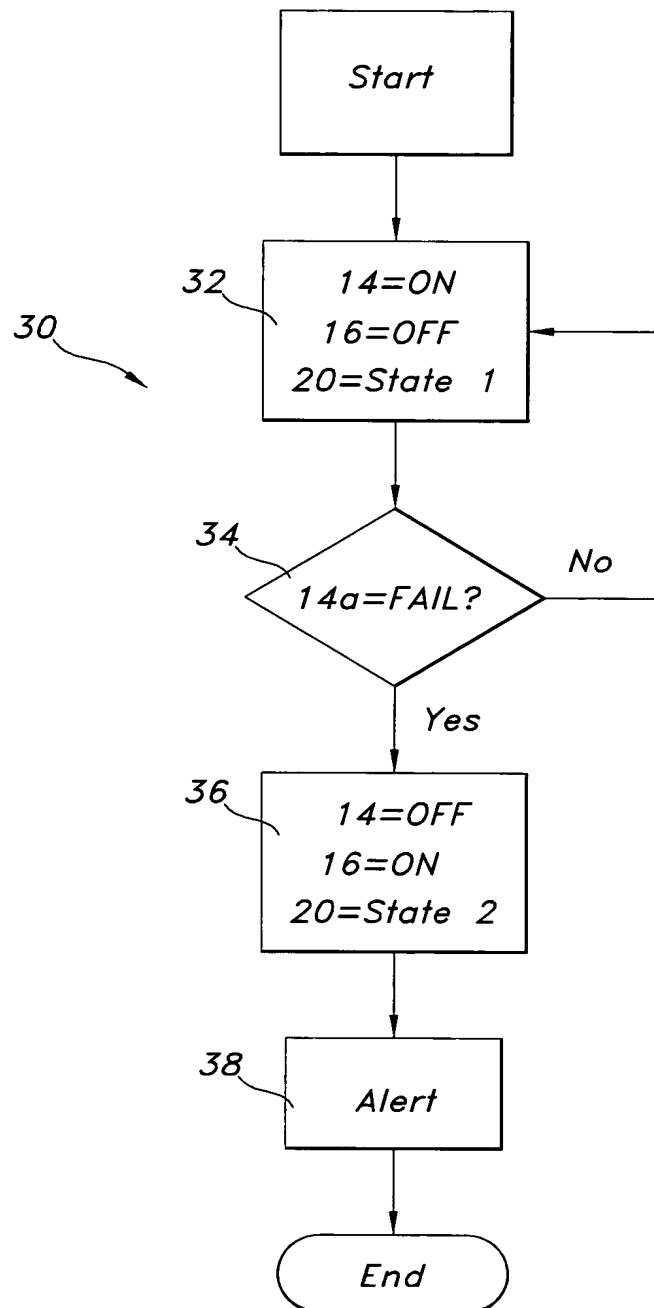 Start
32
14=ON
30
16=OFF
20=State 1
34
No
14a=FAIL?
Yes
36
14=OFF
16=ON
20=State 2
38
Alert
End